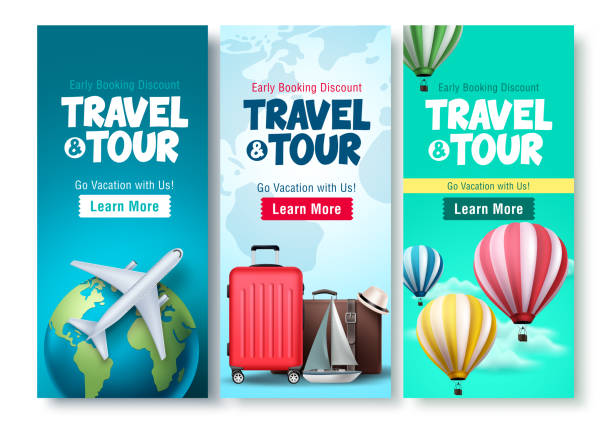 Early Booking Discount
TRAVEL
& TOUR
Go Vacation with Us!
Learn More
Early Booking Discount
TRAVEL
& TOUR
Go Vacation with Us!
Learn More
Early Booking Discount
TRAVEL
& TOUR
Go Vacation with Us!
Learn More